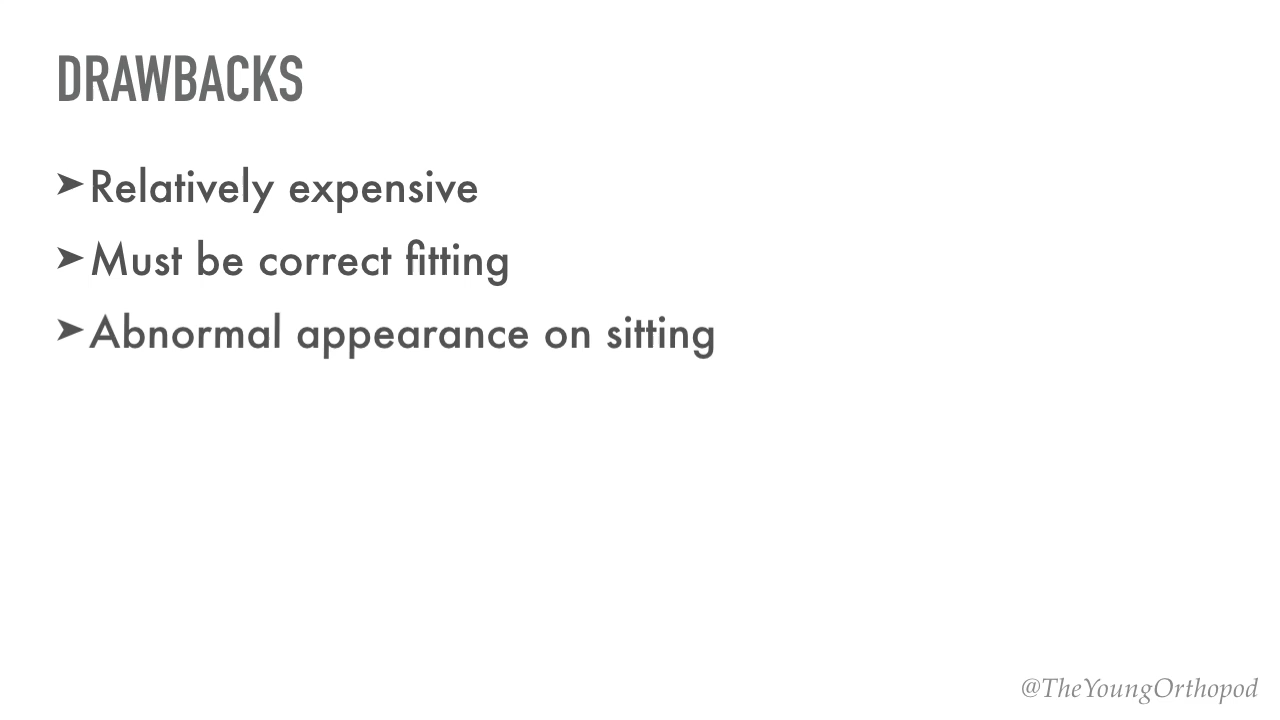 DRAWBACKS
➤ Relatively expensive
➤ Must be correct fitting
➤ Abnormal appearance on sitting
@TheYoungOrthopod